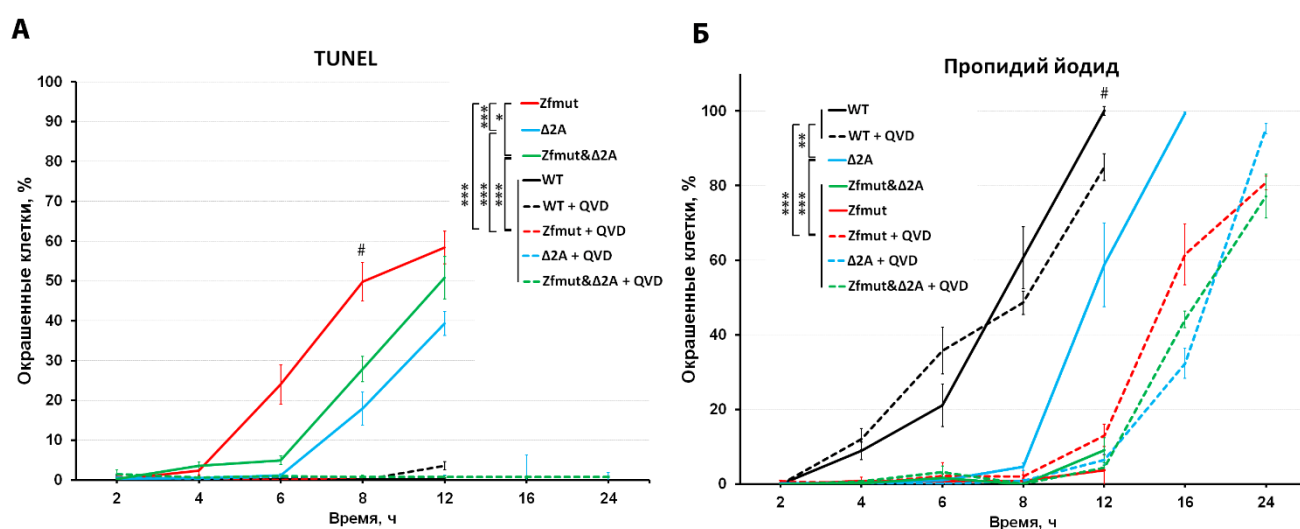 А
TUNEL
Окрашенные клетки, %
100
90
80
70
60
50
40
30
20
10
0
2
4
6
8
12
16
24
Время, ч
#
***
***
*
***
***
Zfmut
Δ2A
Zfmut&Δ2A
WT
WT + QVD
Zfmut + QVD
Δ2A + QVD
Zfmut&Δ2A + QVD
Б
Пропидий йодид
Окрашенные клетки, %
100
80
60
40
20
0
2
4
6
8
12
16
24
Время, ч
#
***
***
**
WT
WT + QVD
Δ2A
Zfmut&Δ2A
Zfmut
Zfmut + QVD
Δ2A + QVD
Zfmut&Δ2A + QVD